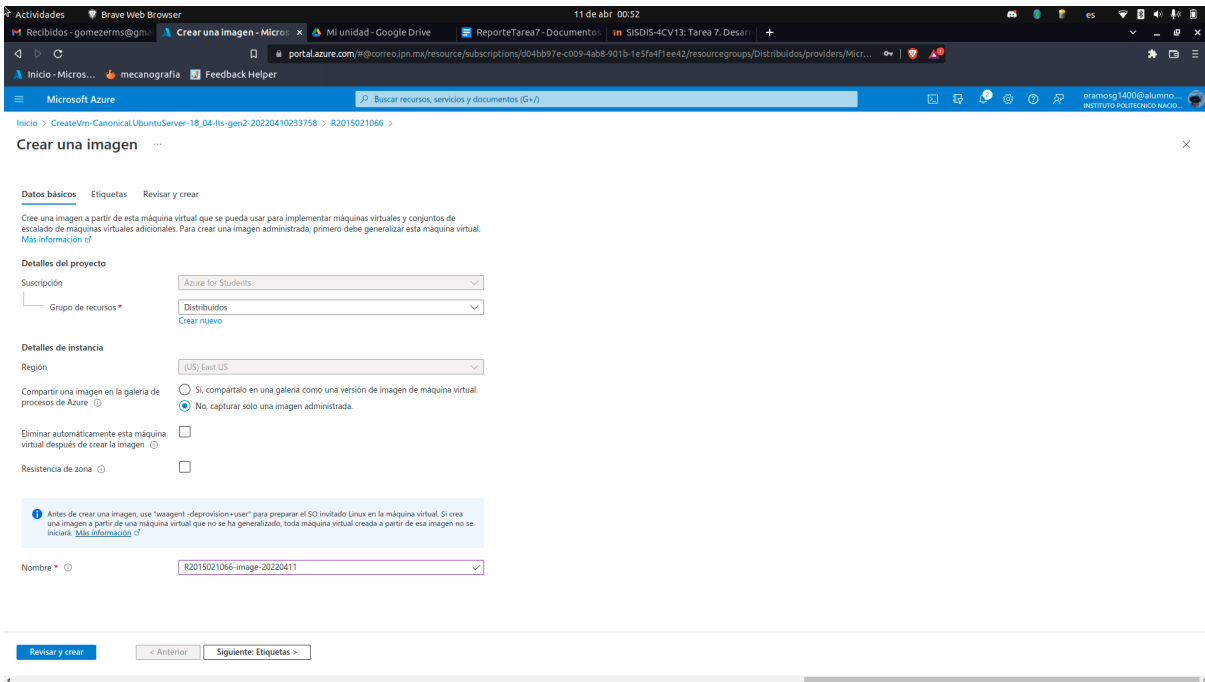 Actividades Brave Web Browser 11 de abr 00:52 es
Recibidos - gomezerms@gma Crear una imagen - Micros Mi unidad - Google Drive ReporteTarea7 - Documentos SISDIS-4CV13: Tarea 7. Desarr
portal.azure.com/#@correo.ipn.mx/resource/subscriptions/d04bb97e-c009-4ab8-901b-1e5fa4f1ee42/resourcegroups/Distribuidos/providers/Micr...
Inicio - Micros... mecanografia Feedback Helper
Microsoft Azure Buscar recursos, servicios y documentos (G+/) 2 eramosg1400@alumno....
INSTITUTO POLITECNICO NACIO...
Inicio > CreateVm-Canonical.UbuntuServer-18_04-lts-gen2-20220410233758 > R2015021066 >
Crear una imagen ...
Datos básicos Etiquetas Revisar y crear
Cree una imagen a partir de esta máquina virtual que se pueda usar para implementar máquinas virtuales y conjuntos de
escalado de máquinas virtuales adicionales. Para crear una imagen administrada, primero debe generalizar esta máquina virtual.
Más información
Detalles del proyecto
Suscripción Azure for Students
Grupo de recursos * Distribuidos
Crear nuevo
Detalles de instancia
Región (US) East US
Compartir una imagen en la galería de
procesos de Azure
Sí, compártalo en una galería como una versión de imagen de máquina virtual.
No, capturar solo una imagen administrada.
Eliminar automáticamente esta máquina
virtual después de crear la imagen
Resistencia de zona
Antes de crear una imagen, use "waagent -deprovision+user" para preparar el SO invitado Linux en la máquina virtual. Si crea
una imagen a partir de una máquina virtual que no se ha generalizado, toda máquina virtual creada a partir de esa imagen no se
iniciará. Más información
Nombre * R2015021066-image-20220411
Revisar y crear < Anterior Siguiente: Etiquetas >